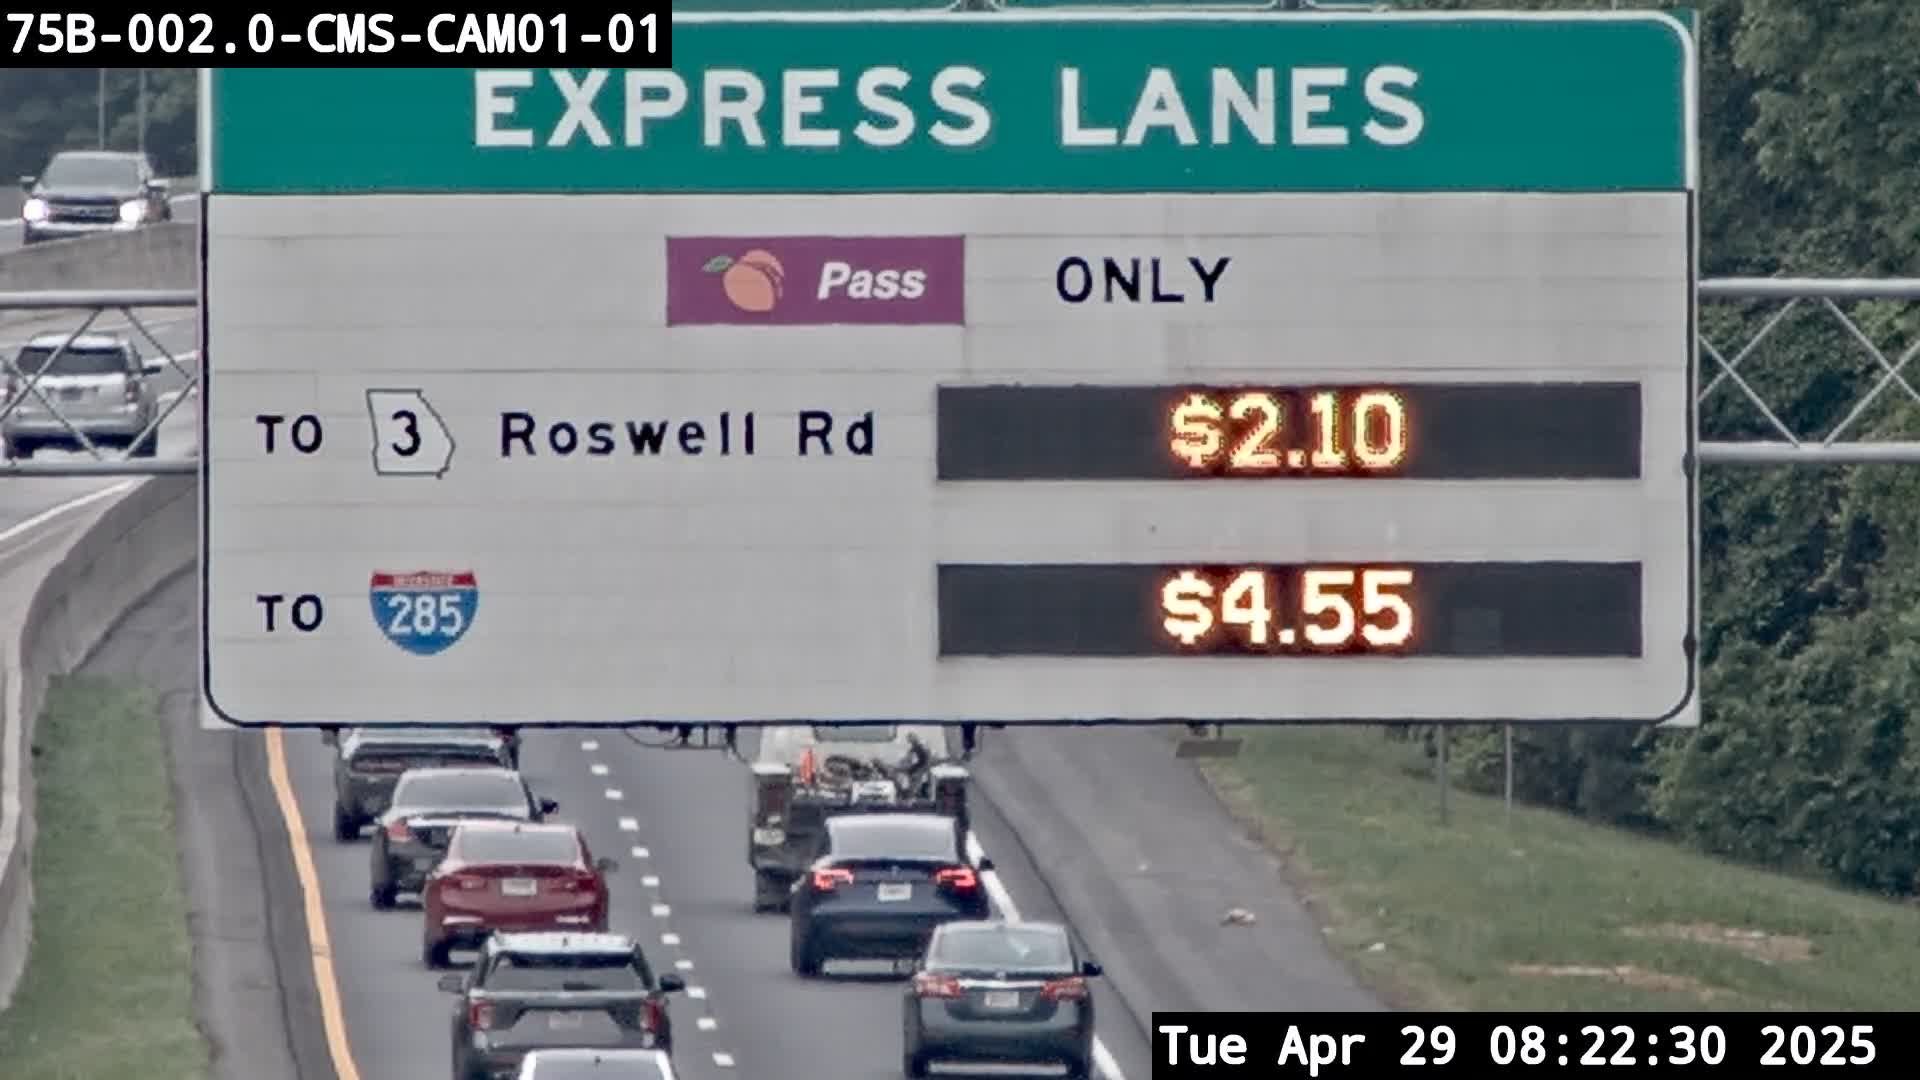 75B-002.0-CMS-CAM01-01
EXPRESS LANES
Pass ONLY
TO 3 Roswell Rd $2.10
INTERSTATE
TO 285 $4.55
Tue Apr 29 08:22:30 2025